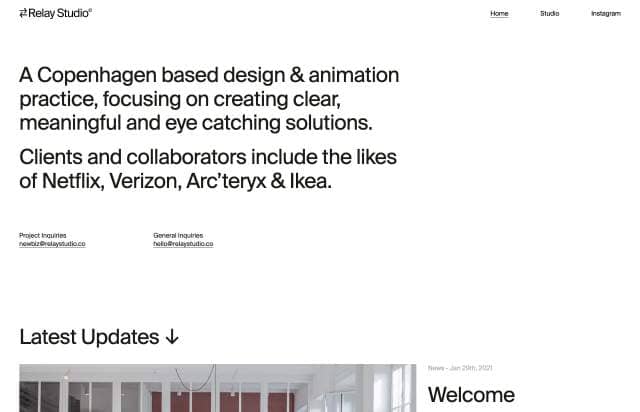 ⇄Relay Studio®
Home
Studio
Instagram
A Copenhagen based design & animation
practice, focusing on creating clear,
meaningful and eye catching solutions.
Clients and collaborators include the likes
of Netflix, Verizon, Arc’teryx & Ikea.
Project Inquiries
newbiz@relaystudio.co
General Inquiries
hello@relaystudio.co
Latest Updates ↓
News - Jan 29th, 2021
Welcome